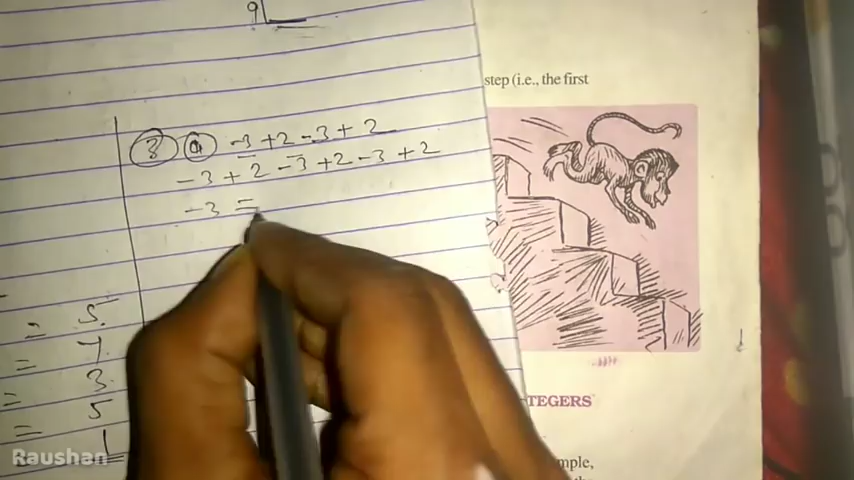 9
step (i.e., the first
8 a -3 +2 -3 + 2
-3 + 2 -3 +2 -3 +2
-3 =
= 5
= 7
= 3
= 5
= 1
TEGERS
mple,
Raushan